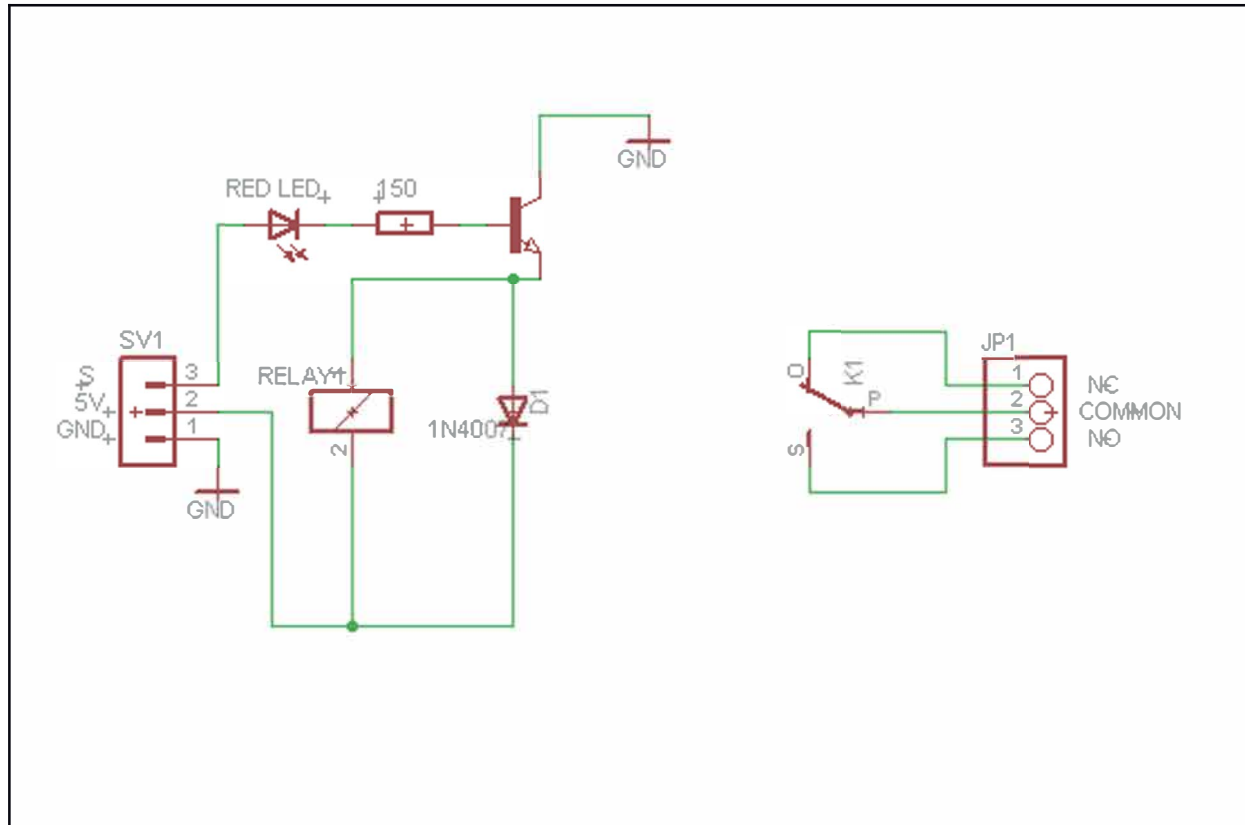 GND
RED LED
150
SV1
S
5V
GND
3
2
1
GND
RELAY1
1
2
D1
1N4007
O
K1
P
S
JP1
1
2
3
NC
COMMON
NO